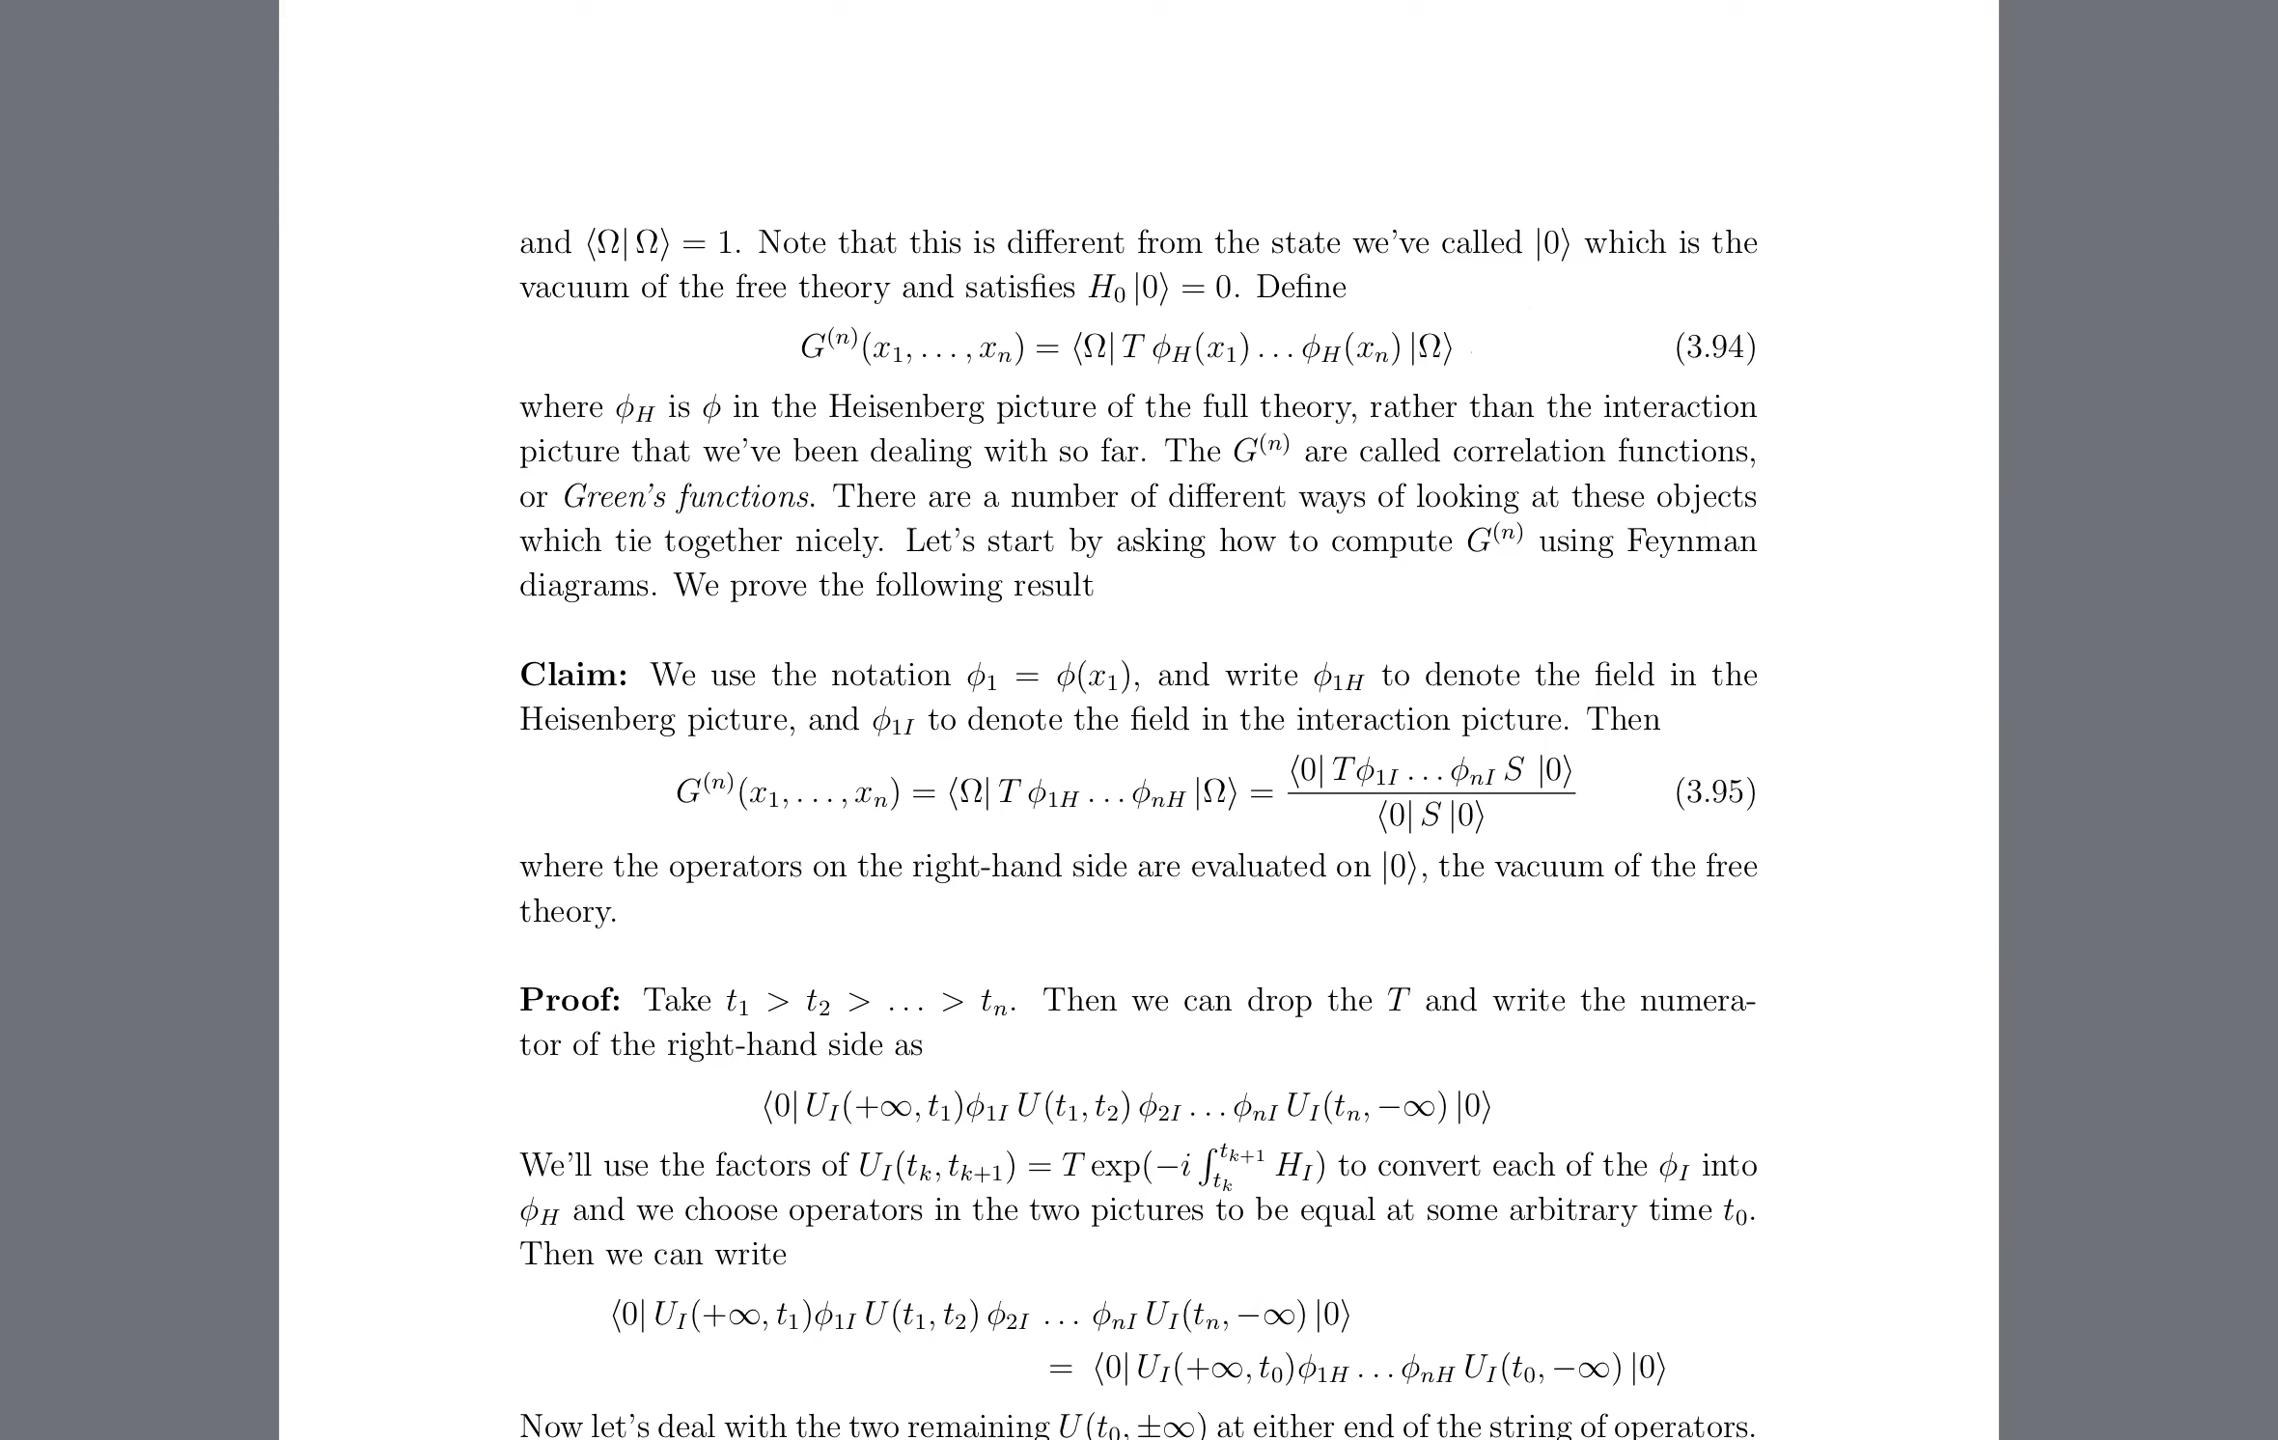 and ⟨Ω| Ω⟩ = 1. Note that this is different from the state we've called |0⟩ which is the
vacuum of the free theory and satisfies H₀ |0⟩ = 0. Define
G⁽ⁿ⁾(x₁, . . . , xₙ) = ⟨Ω| T ϕ_H(x₁) . . . ϕ_H(xₙ) |Ω⟩ (3.94)
where ϕ_H is ϕ in the Heisenberg picture of the full theory, rather than the interaction
picture that we've been dealing with so far. The G⁽ⁿ⁾ are called correlation functions,
or Green's functions. There are a number of different ways of looking at these objects
which tie together nicely. Let's start by asking how to compute G⁽ⁿ⁾ using Feynman
diagrams. We prove the following result
Claim: We use the notation ϕ₁ = ϕ(x₁), and write ϕ_{1H} to denote the field in the
Heisenberg picture, and ϕ_{1I} to denote the field in the interaction picture. Then
G⁽ⁿ⁾(x₁, . . . , xₙ) = ⟨Ω| T ϕ_{1H} . . . ϕ_{nH} |Ω⟩ = ⟨0| Tϕ_{1I} . . . ϕ_{nI} S |0⟩ / ⟨0| S |0⟩ (3.95)
where the operators on the right-hand side are evaluated on |0⟩, the vacuum of the free
theory.
Proof: Take t₁ > t₂ > . . . > tₙ. Then we can drop the T and write the numera-
tor of the right-hand side as
⟨0| U_I(+∞, t₁)ϕ_{1I} U(t₁, t₂) ϕ_{2I} . . . ϕ_{nI} U_I(tₙ, −∞) |0⟩
We'll use the factors of U_I(t_k, t_{k+1}) = T exp(−i ∫_{t_k}^{t_{k+1}} H_I) to convert each of the ϕ_I into
ϕ_H and we choose operators in the two pictures to be equal at some arbitrary time t₀.
Then we can write
⟨0| U_I(+∞, t₁)ϕ_{1I} U(t₁, t₂) ϕ_{2I} . . . ϕ_{nI} U_I(tₙ, −∞) |0⟩
= ⟨0| U_I(+∞, t₀)ϕ_{1H} . . . ϕ_{nH} U_I(t₀, −∞) |0⟩
Now let's deal with the two remaining U(t₀, ±∞) at either end of the string of operators.